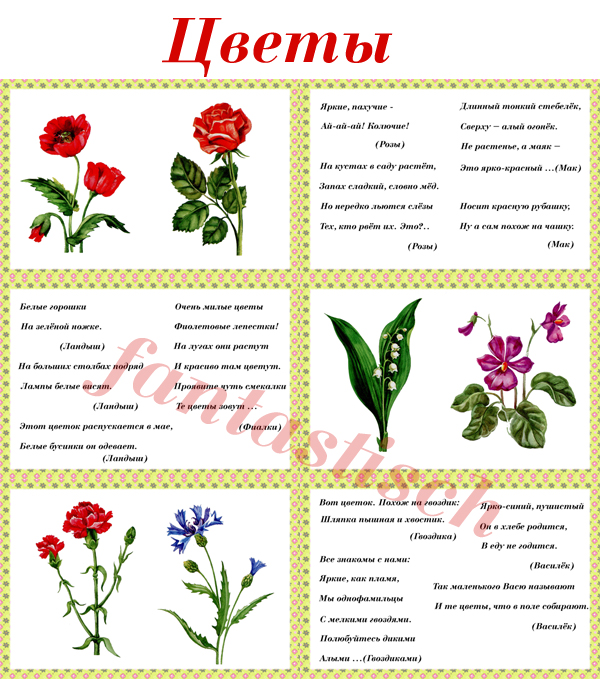 Цветы
Яркие, пахучие -
Ай-ай-ай! Колючие!
(Розы)
На кустах в саду растёт,
Запах сладкий, словно мёд.
Но нередко льются слёзы
Тех, кто рвёт их. Это?..
(Розы)
Длинный тонкий стебелёк,
Сверху – алый огонёк.
Не растенье, а маяк –
Это ярко-красный ...(Мак)
Носит красную рубашку,
Ну а сам похож на чашку.
(Мак)
Белые горошки
На зелёной ножке.
(Ландыш)
На больших столбах подряд
Лампы белые висят.
(Ландыш)
Этот цветок распускается в мае,
Белые бусинки он одевает.
(Ландыш)
Очень милые цветы
Фиолетовые лепестки!
На лугах они растут
И красиво там цветут.
Проявите чуть смекалки
Те цветы зовут ...
(Фиалки)
fantastisch
Вот цветок. Похож на гвоздик:
Шляпка пышная и хвостик.
(Гвоздика)
Все знакомы с нами:
Яркие, как пламя,
Мы однофамильцы
С мелкими гвоздями.
Полюбуйтесь дикими
Алыми ...(Гвоздиками)
Ярко-синий, пушистый
Он в хлебе родится,
В еду не годится.
(Василёк)
Так маленького Васю называют
И те цветы, что в поле собирают.
(Василёк)